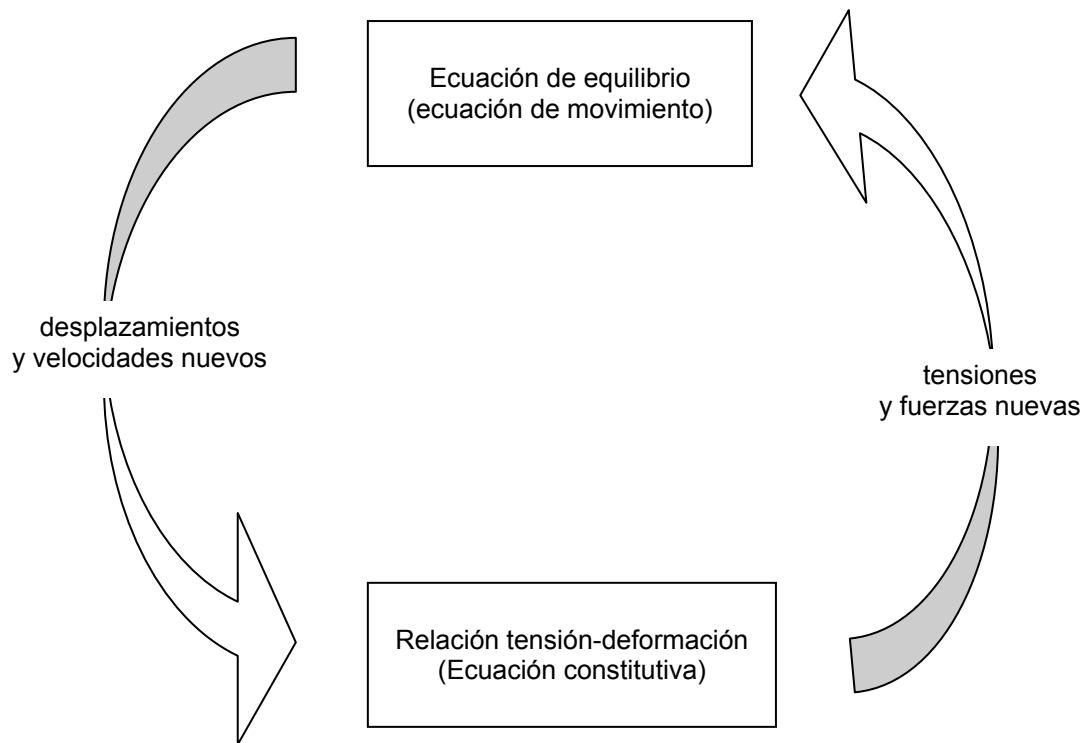 Ecuación de equilibrio
(ecuación de movimiento)
desplazamientos
y velocidades nuevos
tensiones
y fuerzas nuevas
Relación tensión-deformación
(Ecuación constitutiva)